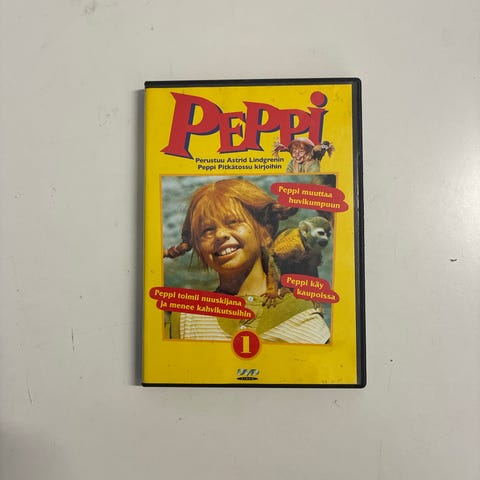 PEPPi
Perustuu Astrid Lindgrenin
Peppi Pitkätossu kirjoihin
Peppi muuttaa
huvikumpuun
Peppi käy
kaupoissa
Peppi toimii nuuskijana
ja menee kahvikutsuihin
1